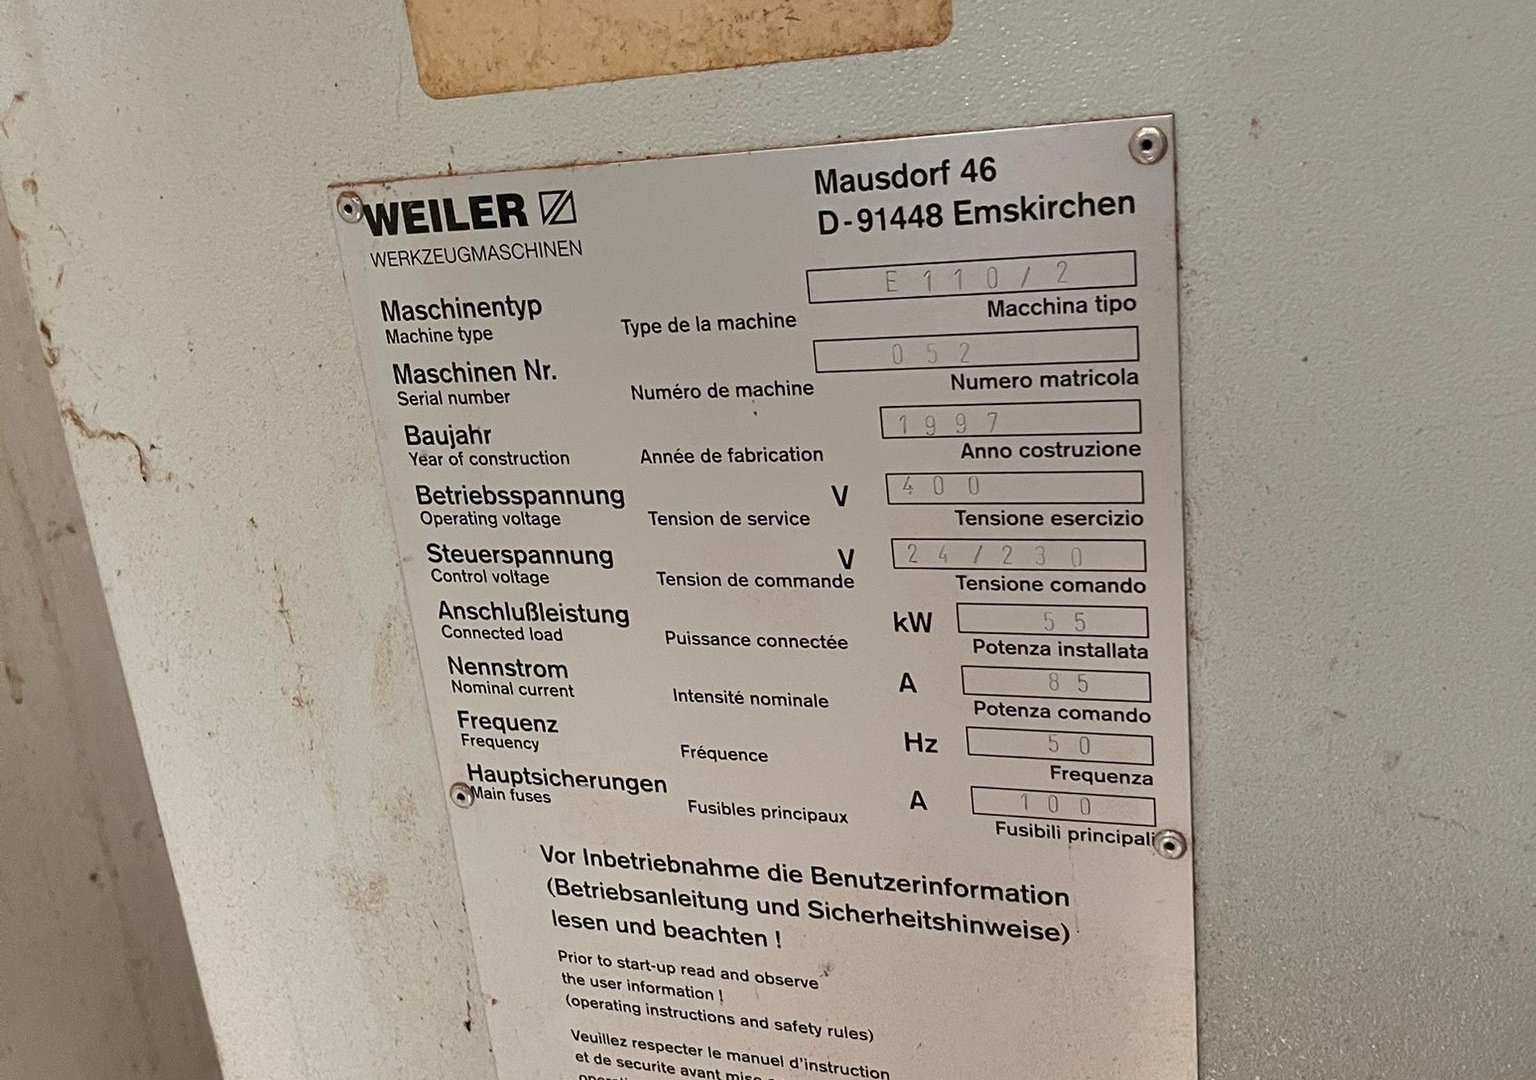 WEILER
WERKZEUGMASCHINEN
Mausdorf 46
D-91448 Emskirchen
Maschinentyp
Machine type
Type de la machine
E110/2
Macchina tipo
Maschinen Nr.
Serial number
Numéro de machine
052
Numero matricola
Baujahr
Year of construction
Année de fabrication
1997
Anno costruzione
Betriebsspannung
Operating voltage
Tension de service
V
400
Tensione esercizio
Steuerspannung
Control voltage
Tension de commande
V
24/230
Tensione comando
Anschlußleistung
Connected load
Puissance connectée
kW
55
Potenza installata
Nennstrom
Nominal current
Intensité nominale
A
85
Potenza comando
Frequenz
Frequency
Fréquence
Hz
50
Frequenza
Hauptsicherungen
Main fuses
Fusibles principaux
A
100
Fusibili principali
Vor Inbetriebnahme die Benutzerinformation
(Betriebsanleitung und Sicherheitshinweise)
lesen und beachten !
Prior to start-up read and observe
the user information !
(operating instructions and safety rules)
Veuillez respecter le manuel d'instruction
et de securite avant mise